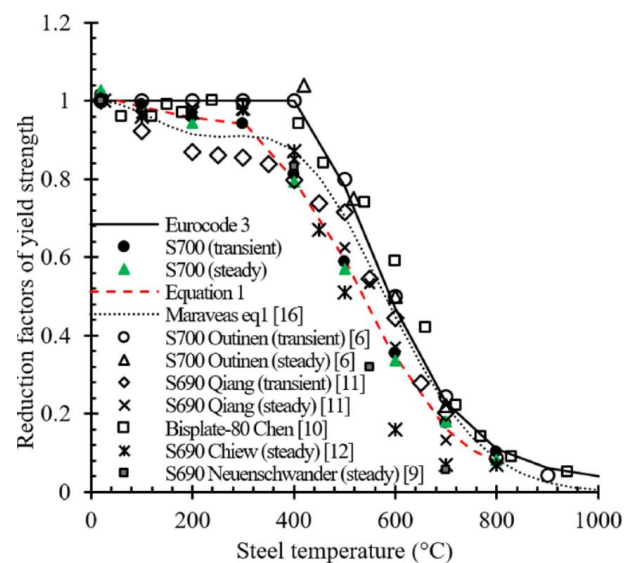 1.2
1
0.8
0.6
0.4
0.2
0
Reduction factors of yield strength
Eurocode 3
S700 (transient)
S700 (steady)
Equation 1
Maraveas eq1 [16]
S700 Outinen (transient) [6]
S700 Outinen (steady) [6]
S690 Qiang (transient) [11]
S690 Qiang (steady) [11]
Bisplate-80 Chen [10]
S690 Chiew (steady) [12]
S690 Neuenschwander (steady) [9]
0 200 400 600 800 1000
Steel temperature (°C)